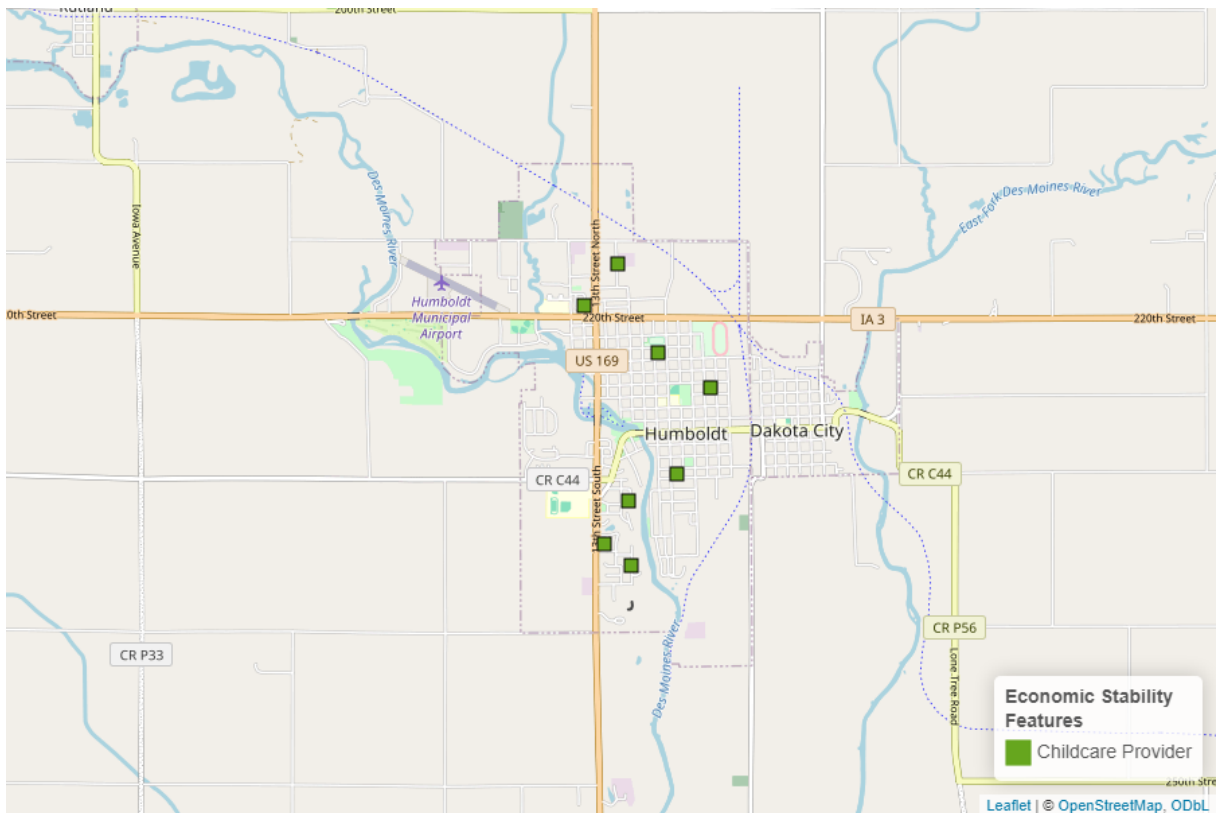 Rutland
200th Street
Des Moines River
Iowa Avenue
East Fork Des Moines River
13th Street North
Humboldt
Municipal
Airport
0th Street
220th Street
IA 3
220th Street
US 169
Humboldt
Dakota City
CR C44
CR C44
13th Street South
Des Moines River
CR P33
CR P56
Lone Tree Road
Economic Stability
Features
Childcare Provider
250th Stre
Leaflet | © OpenStreetMap, ODbL